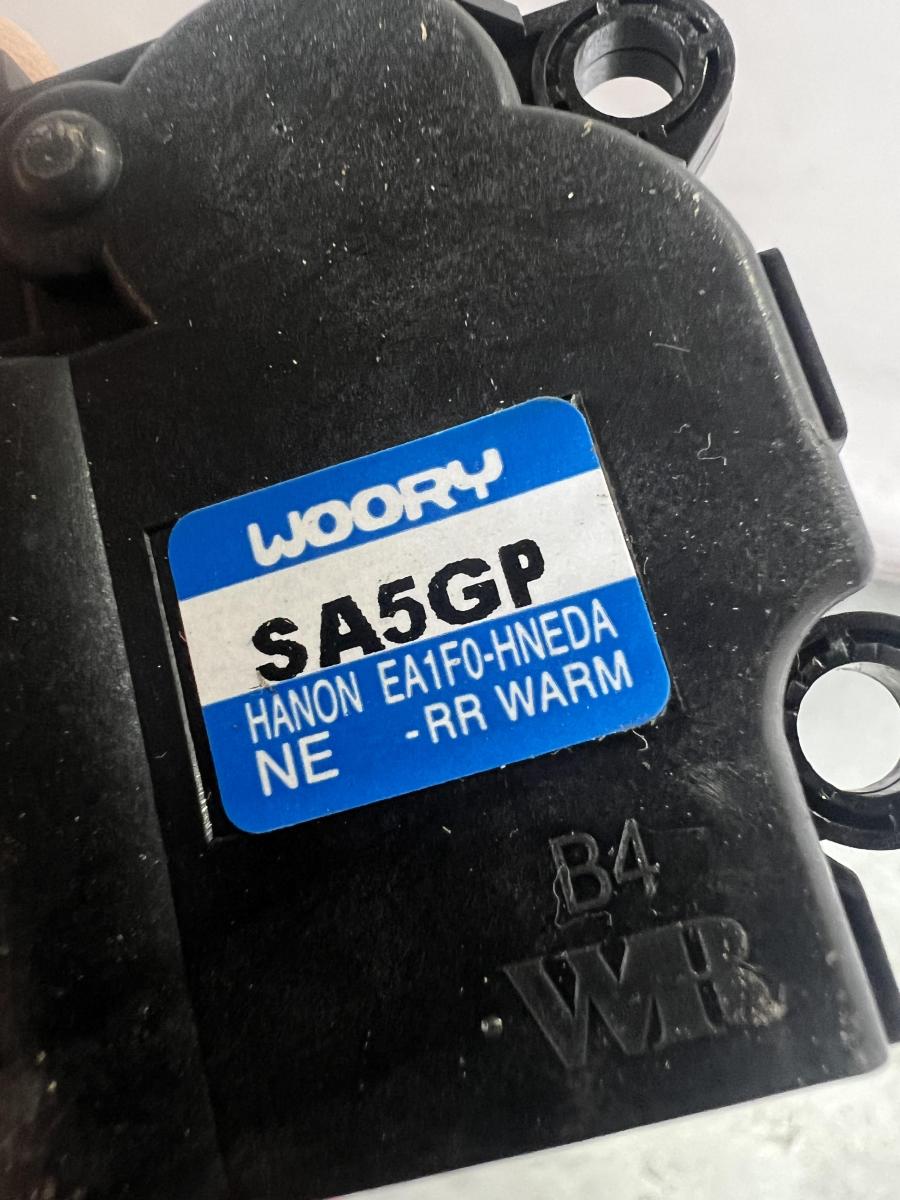 WOORY
SA5GP
HANON EA1F0-HNEDA
NE -RR WARM
B4
WR